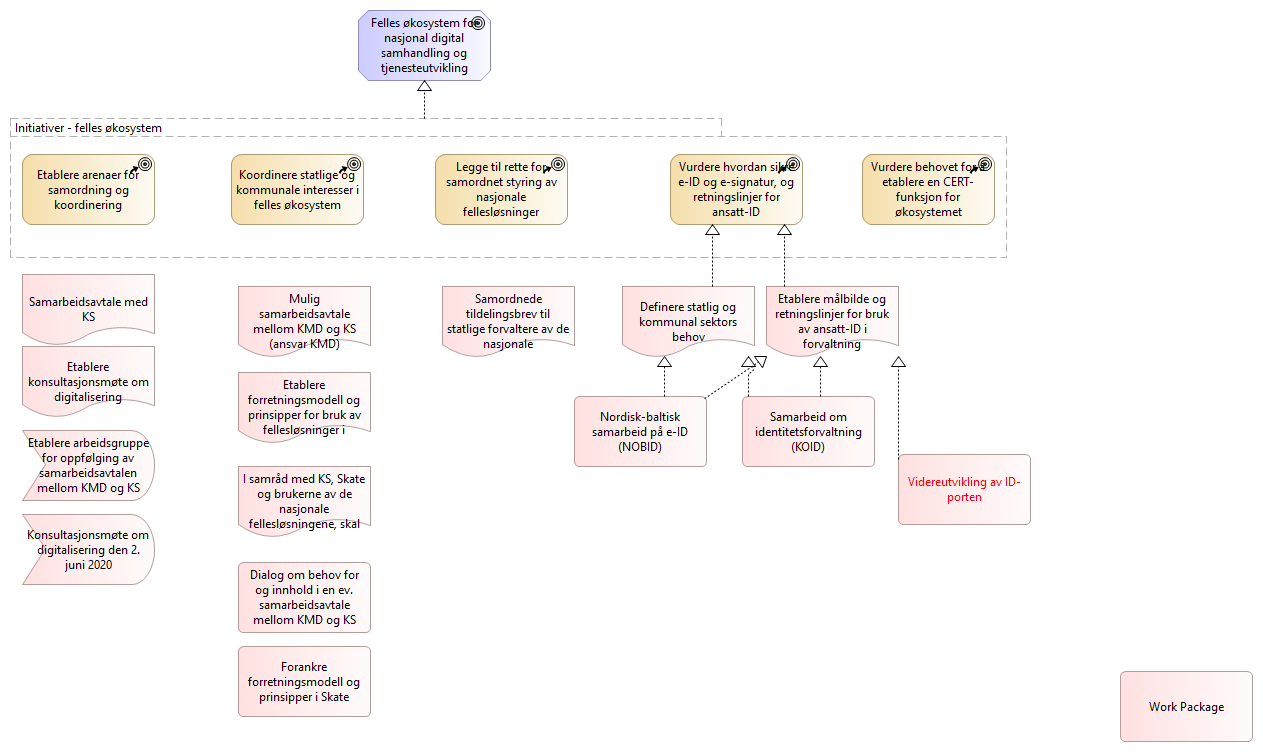 Felles økosystem for
nasjonal digital
samhandling og
tjenesteutvikling
Initiativer - felles økosystem
Etablere arenaer for
samordning og
koordinering
Koordinere statlige og
kommunale interesser i
felles økosystem
Legge til rette for
samordnet styring av
nasjonale
fellesløsninger
Vurdere hvordan sikre
e-ID og e-signatur, og
retningslinjer for
ansatt-ID
Vurdere behovet for å
etablere en CERT-
funksjon for
økosystemet
Samarbeidsavtale med
KS
Etablere
konsultasjonsmøte om
digitalisering
Etablere arbeidsgruppe
for oppfølging av
samarbeidsavtalen
mellom KMD og KS
Konsultasjonsmøte om
digitalisering den 2.
juni 2020
Mulig
samarbeidsavtale
mellom KMD og KS
(ansvar KMD)
Etablere
forretningsmodell og
prinsipper for bruk av
fellesløsninger i
I samråd med KS, Skate
og brukerne av de
nasjonale
fellesløsningene, skal
Dialog om behov for
og innhold i en ev.
samarbeidsavtale
mellom KMD og KS
Forankre
forretningsmodell og
prinsipper i Skate
Samordnede
tildelingsbrev til
statlige forvaltere av de
nasjonale
Definere statlig og
kommunal sektors
behov
Etablere målbilde og
retningslinjer for bruk
av ansatt-ID i
forvaltning
Nordisk-baltisk
samarbeid på e-ID
(NOBID)
Samarbeid om
identitetsforvaltning
(KOID)
Videreutvikling av ID-
porten
Work Package